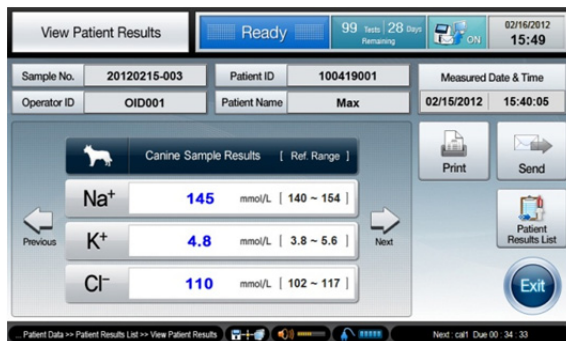 View Patient Results
Ready
99 Tests 28 Days
Remaining
ON
02/16/2012
15:49
Sample No. 20120215-003 Patient ID 100419001 Measured Date & Time
Operator ID OID001 Patient Name Max 02/15/2012 15:40:05
Canine Sample Results [ Ref. Range ]
Na+ 145 mmol/L [ 140 ~ 154 ]
K+ 4.8 mmol/L [ 3.8 ~ 5.6 ]
Cl- 110 mmol/L [ 102 ~ 117 ]
Previous
Next
Print
Send
Patient
Results List
Exit
... Patient Data >> Patient Results List >> View Patient Results
Next : cal1 Due 00 : 34 : 33